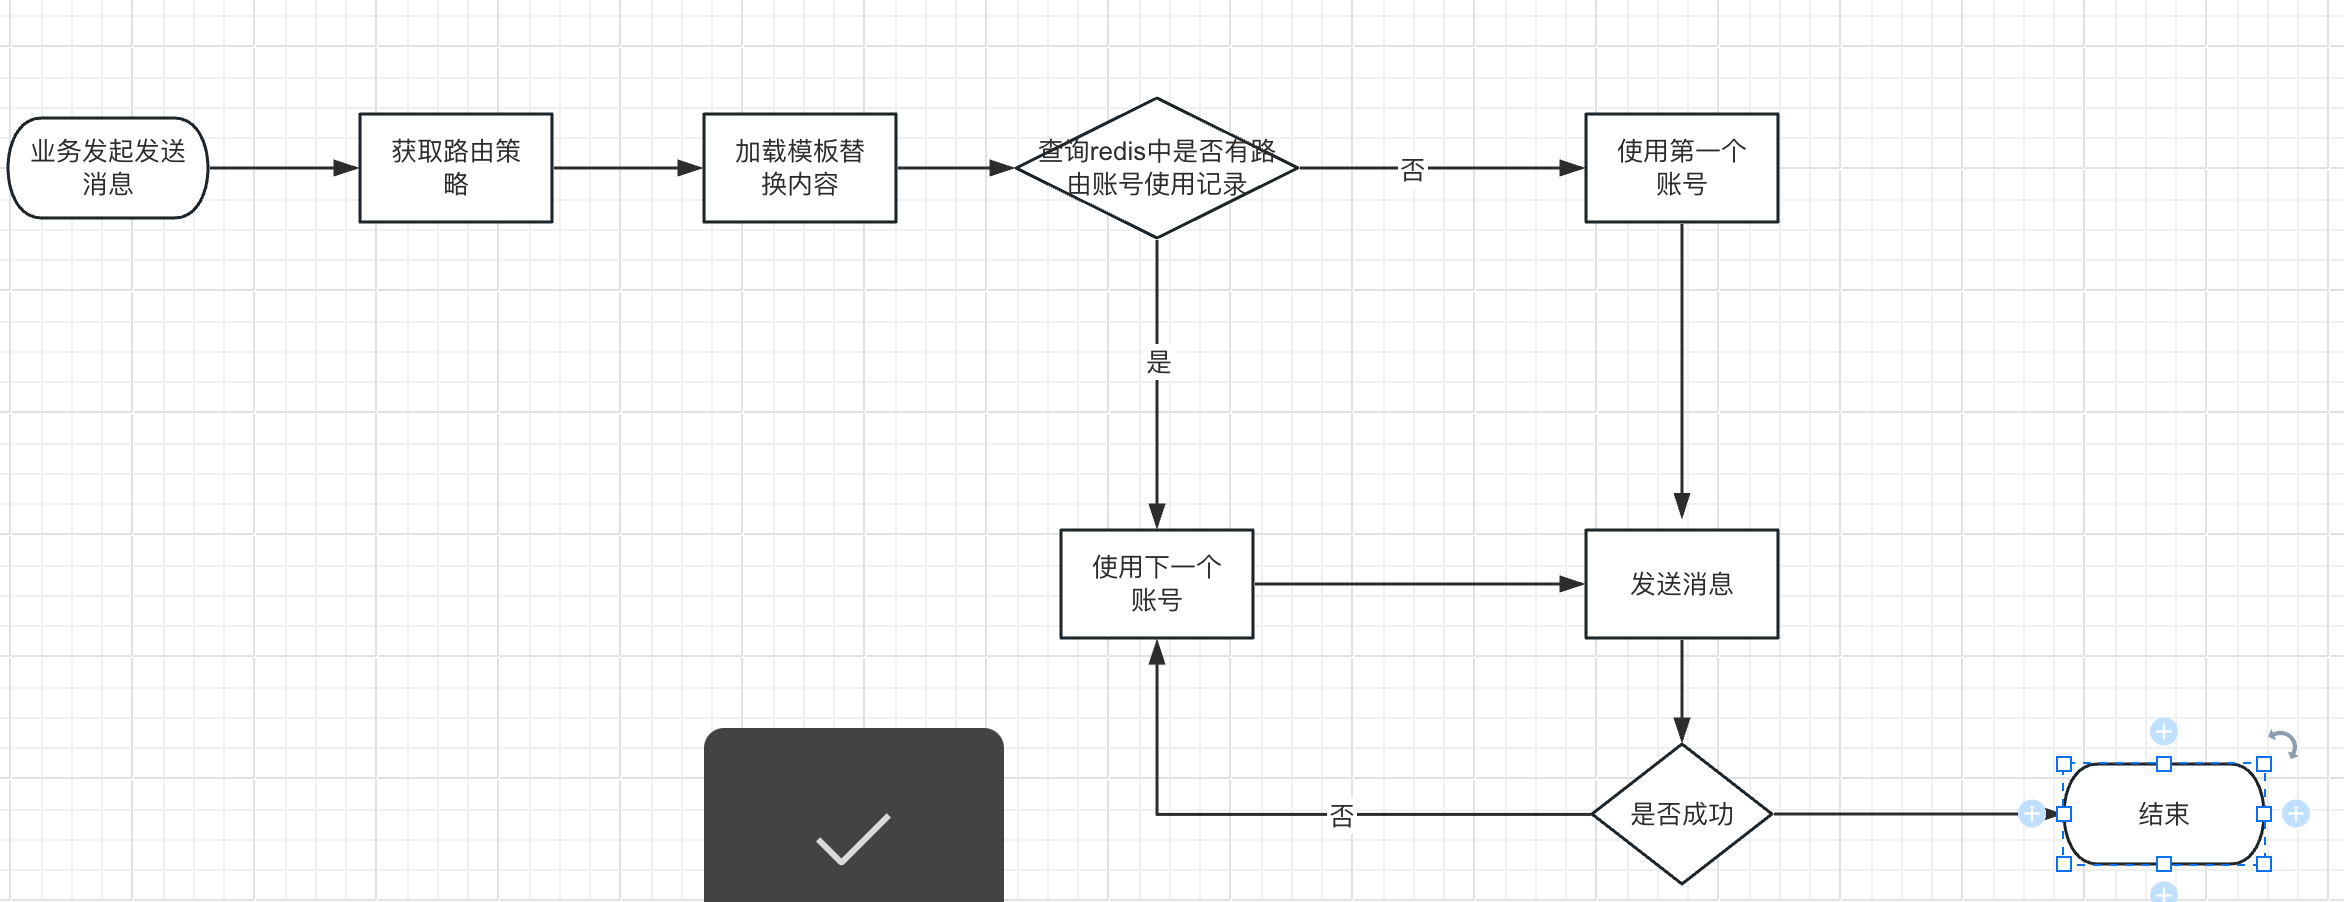 业务发起发送
消息
获取路由策
略
加载模板替
换内容
查询redis中是否有路
由账号使用记录
否
使用第一个
账号
是
使用下一个
账号
发送消息
否
是否成功
结束